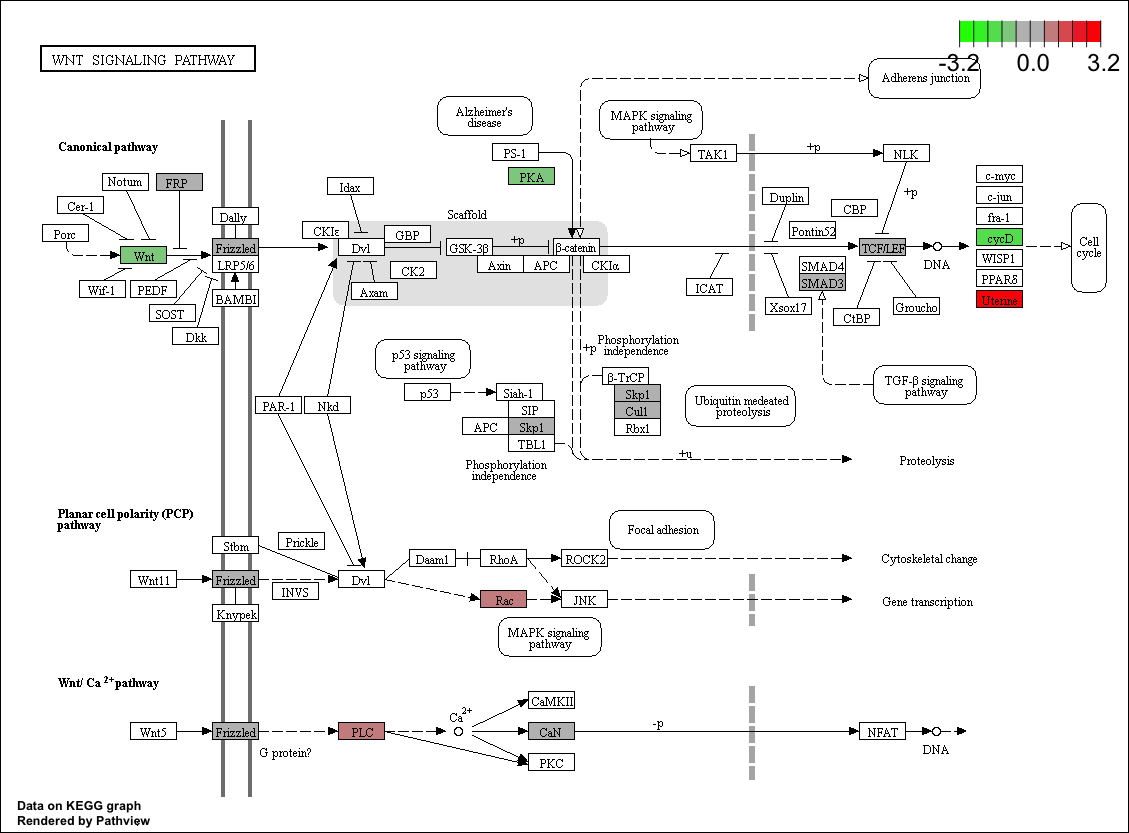 -3.2 0.0 3.2
WNT SIGNALING PATHWAY
Adherens junction
Alzheimer's
disease
MAPK signaling
pathway
Canonical pathway
PS-1
TAK1
+p
NLK
PKA
Notum
FRP
Idax
+p
c-myc
Cer-1
Dally
Scaffold
Duplin
CBP
c-jun
Porc
CKIε
GBP
Pontin52
fra-1
Wnt
Frizzled
Dvl
GSK-3β
+p
β-catenin
TCF/LEF
DNA
cycD
Cell
cycle
LRP5/6
CK2
Axin
APC
CKIα
SMAD4
WISP1
Wif-1
PEDF
BAMBI
Axam
ICAT
SMAD3
PPARδ
SOST
Xsox17
CtBP
Groucho
Uterine
Dkk
p53 signaling
pathway
+p
Phosphorylation
independence
β-TrCP
TGF-β signaling
pathway
p53
Siah-1
Skp1
Ubiquitin medeated
proteolysis
PAR-1
Nkd
SIP
Cul1
APC
Skp1
Rbx1
TBL1
Phosphorylation
independence
+u
Proteolysis
Planar cell polarity (PCP)
pathway
Focal adhesion
Stbm
Prickle
Daam1
RhoA
ROCK2
Cytoskeletal change
Wnt11
Frizzled
INVS
Dvl
Rac
JNK
Gene transcription
Knypek
MAPK signaling
pathway
Wnt/ Ca 2+ pathway
CaMKII
Ca2+
Wnt5
Frizzled
PLC
CaN
-p
NFAT
DNA
G protein?
PKC
Data on KEGG graph
Rendered by Pathview